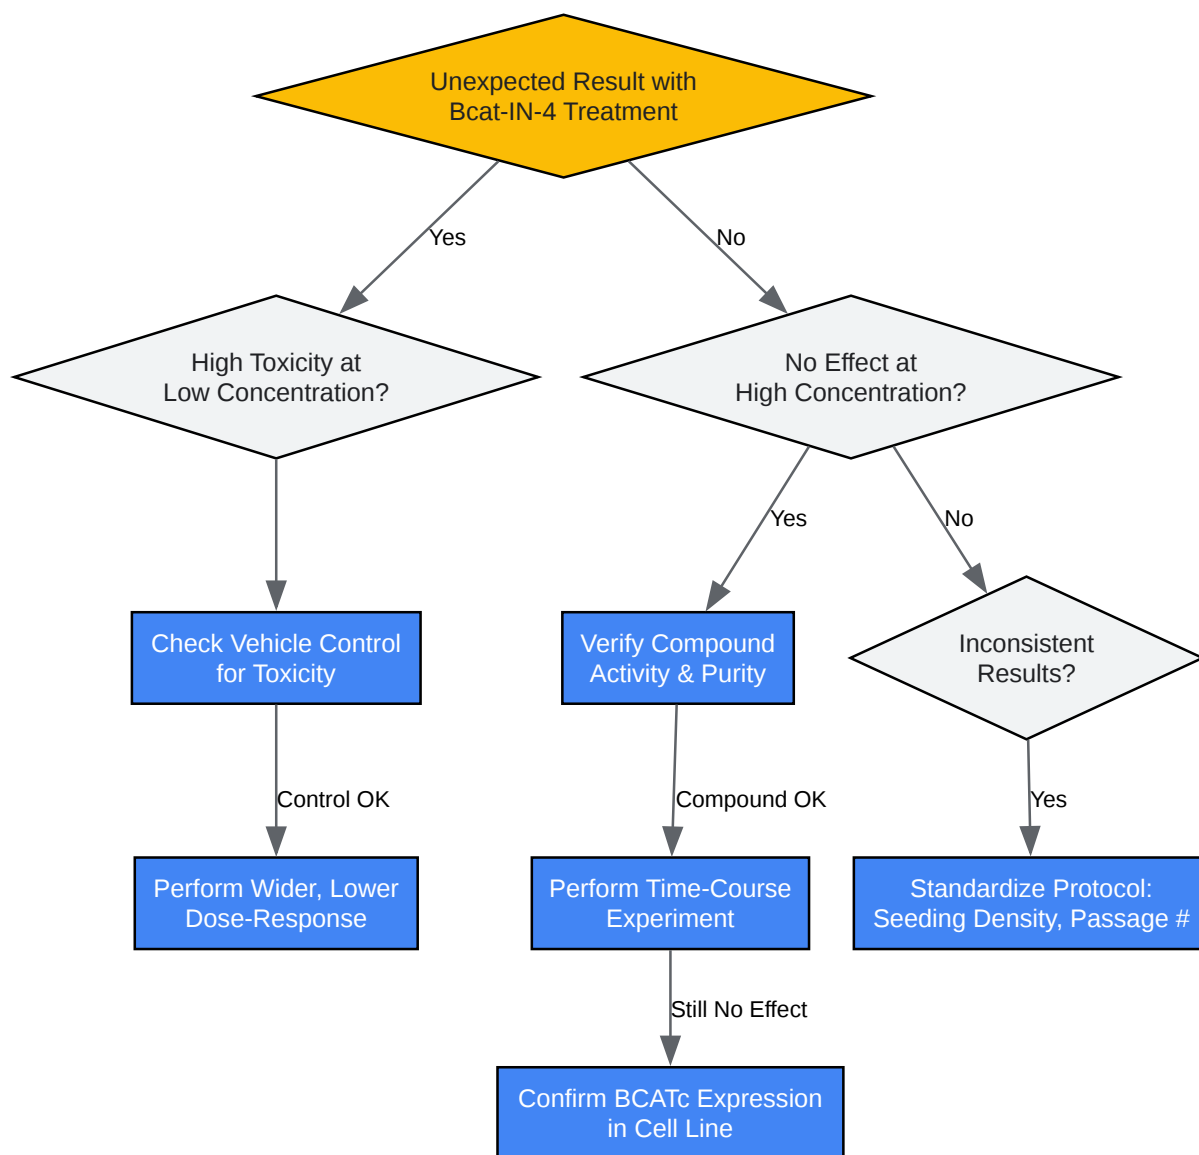 Unexpected Result with
Bcat-IN-4 Treatment
Yes
No
High Toxicity at
Low Concentration?
No Effect at
High Concentration?
Yes
No
Check Vehicle Control
for Toxicity
Verify Compound
Activity & Purity
Inconsistent
Results?
Control OK
Compound OK
Yes
Perform Wider, Lower
Dose-Response
Perform Time-Course
Experiment
Standardize Protocol:
Seeding Density, Passage #
Still No Effect
Confirm BCATc Expression
in Cell Line